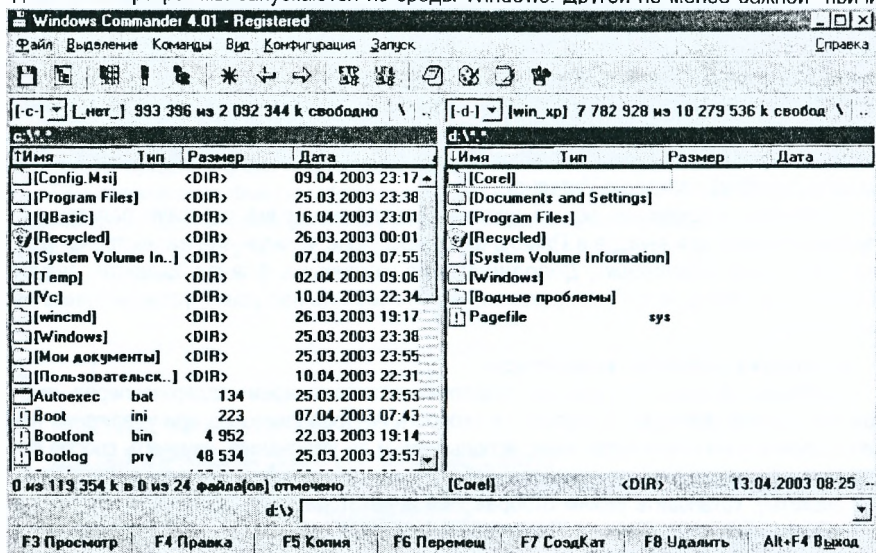 Windows Commander 4.01 - Registered
Файл Выделение Команды Вид Конфигурация Запуск Справка
[-c-] [_нет_] 993 396 из 2 092 344 k свободно \ ..
[-d-] [win_xp] 7 782 928 из 10 279 536 k свобод \ ..
c:\*.*
d:\*.*
↑Имя Тип Размер Дата
[Config.Msi] <DIR> 09.04.2003 23:17
[Program Files] <DIR> 25.03.2003 23:38
[QBasic] <DIR> 16.04.2003 23:01
[Recycled] <DIR> 26.03.2003 00:01
[System Volume In..] <DIR> 07.04.2003 07:55
[Temp] <DIR> 02.04.2003 09:06
[Vc] <DIR> 10.04.2003 22:34
[wincmd] <DIR> 26.03.2003 19:17
[Windows] <DIR> 25.03.2003 23:38
[Мои документы] <DIR> 25.03.2003 23:55
[Пользовательск..] <DIR> 10.04.2003 22:31
Autoexec bat 134 25.03.2003 23:53
Boot ini 223 07.04.2003 07:43
Bootfont bin 4 952 22.03.2003 19:14
Bootlog prv 48 534 25.03.2003 23:53
↓Имя Тип Размер Дата
[Corel]
[Documents and Settings]
[Program Files]
[Recycled]
[System Volume Information]
[Windows]
[Водные проблемы]
Pagefile sys
0 из 119 354 k в 0 из 24 файла(ов) отмечено
[Corel] <DIR> 13.04.2003 08:25 --
d:\>
F3 Просмотр F4 Правка F5 Копия F6 Перемещ F7 СоздКат F8 Удалить Alt+F4 Выход